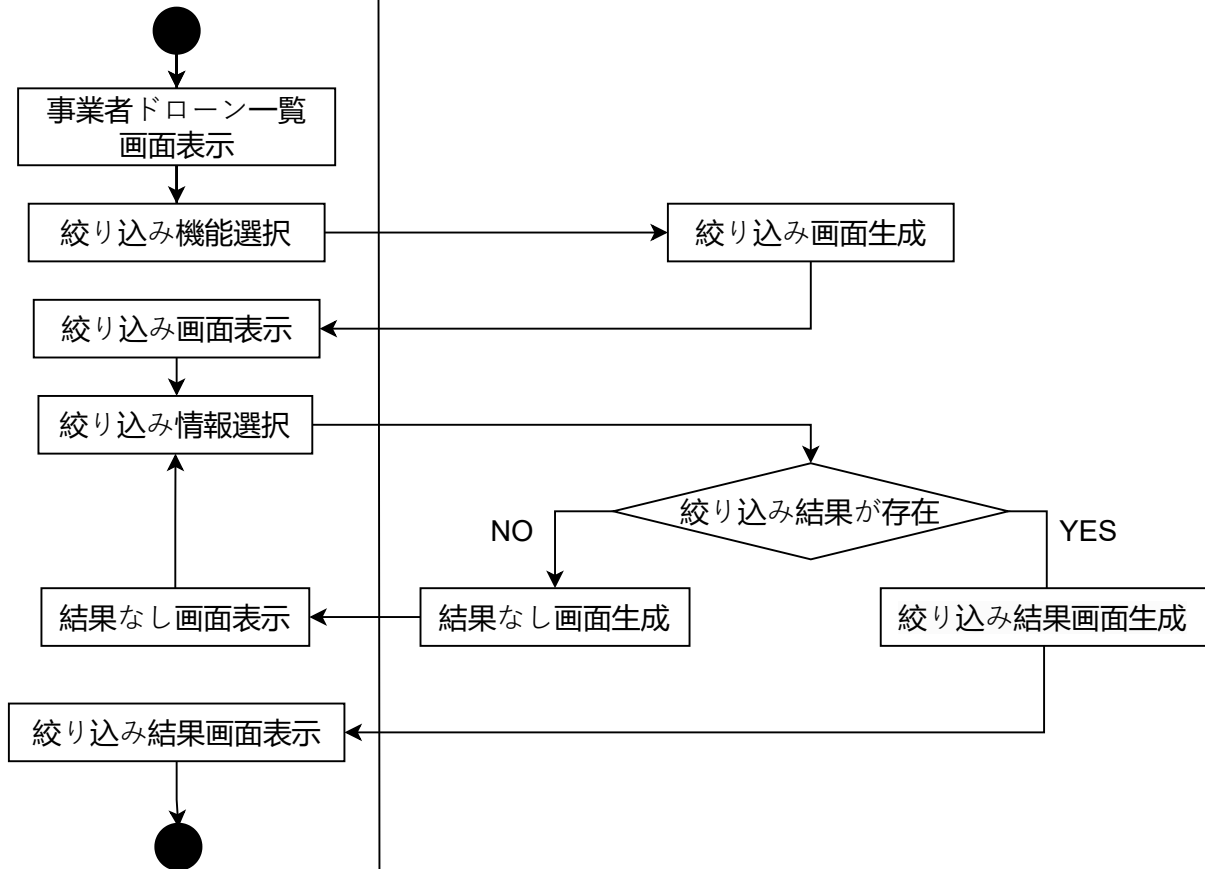 事業者ドローン一覧
画面表示
絞り込み機能選択
絞り込み画面生成
絞り込み画面表示
絞り込み情報選択
絞り込み結果が存在
NO
YES
結果なし画面表示
結果なし画面生成
絞り込み結果画面生成
絞り込み結果画面表示